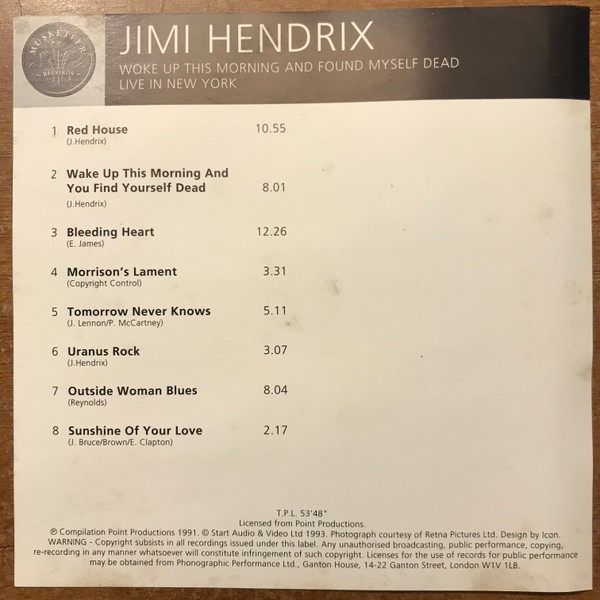 MUSKETEER
RECORDS
JIMI HENDRIX
WOKE UP THIS MORNING AND FOUND MYSELF DEAD
LIVE IN NEW YORK
1 Red House 10.55
(J.Hendrix)
2 Wake Up This Morning And
You Find Yourself Dead 8.01
(J.Hendrix)
3 Bleeding Heart 12.26
(E. James)
4 Morrison's Lament 3.31
(Copyright Control)
5 Tomorrow Never Knows 5.11
(J. Lennon/P. McCartney)
6 Uranus Rock 3.07
(J.Hendrix)
7 Outside Woman Blues 8.04
(Reynolds)
8 Sunshine Of Your Love 2.17
(J. Bruce/Brown/E. Clapton)
T.P.L. 53'48"
Licensed from Point Productions.
℗ Compilation Point Productions 1991. © Start Audio & Video Ltd 1993. Photograph courtesy of Retna Pictures Ltd. Design by Icon.
WARNING - Copyright subsists in all recordings issued under this label. Any unauthorised broadcasting, public performance, copying,
re-recording in any manner whatsoever will constitute infringement of such copyright. Licenses for the use of records for public performance
may be obtained from Phonographic Performance Ltd., Ganton House, 14-22 Ganton Street, London W1V 1LB.